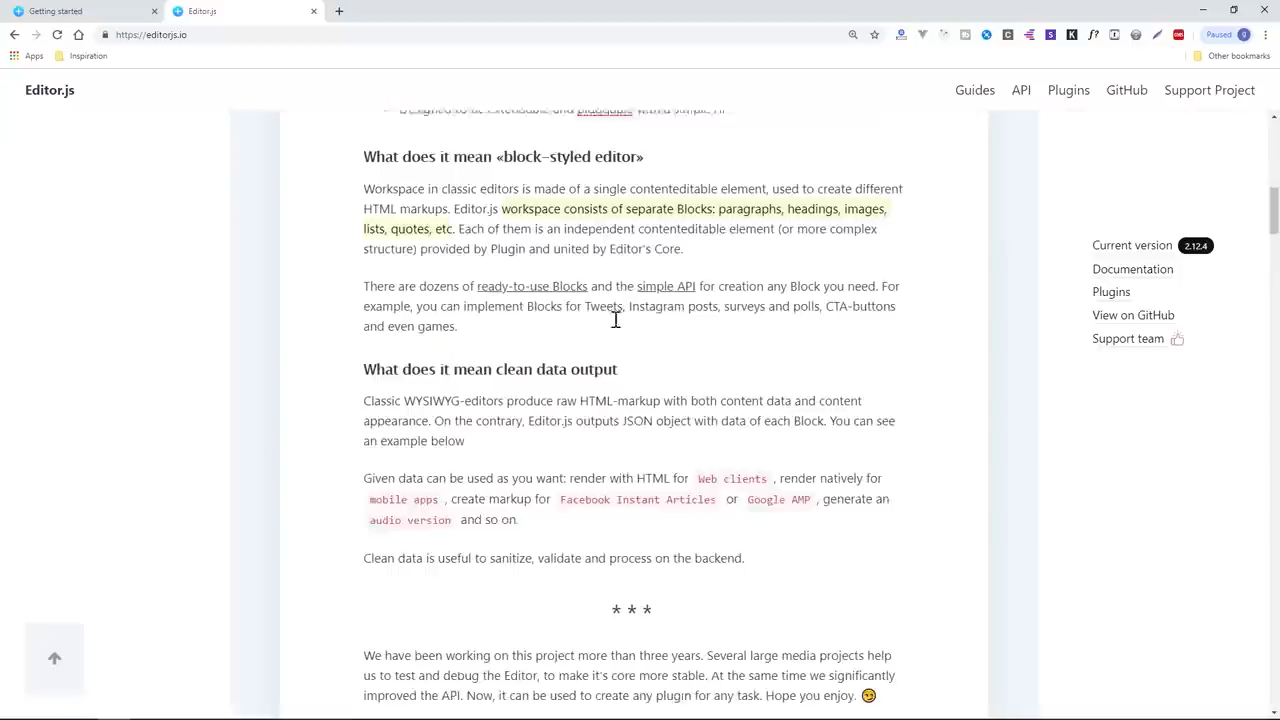 Getting started
Editor.js
https://editorjs.io
Paused
Apps
Inspiration
Other bookmarks
Editor.js
Guides
API
Plugins
GitHub
Support Project
What does it mean «block-styled editor»
Workspace in classic editors is made of a single contenteditable element, used to create different
HTML markups. Editor.js workspace consists of separate Blocks: paragraphs, headings, images,
lists, quotes, etc. Each of them is an independent contenteditable element (or more complex
structure) provided by Plugin and united by Editor's Core.
There are dozens of ready-to-use Blocks and the simple API for creation any Block you need. For
example, you can implement Blocks for Tweets, Instagram posts, surveys and polls, CTA-buttons
and even games.
What does it mean clean data output
Classic WYSIWYG-editors produce raw HTML-markup with both content data and content
appearance. On the contrary, Editor.js outputs JSON object with data of each Block. You can see
an example below
Given data can be used as you want: render with HTML for Web clients , render natively for
mobile apps , create markup for Facebook Instant Articles or Google AMP , generate an
audio version and so on.
Clean data is useful to sanitize, validate and process on the backend.
* * *
We have been working on this project more than three years. Several large media projects help
us to test and debug the Editor, to make it's core more stable. At the same time we significantly
improved the API. Now, it can be used to create any plugin for any task. Hope you enjoy. 😏
Current version 2.12.4
Documentation
Plugins
View on GitHub
Support team